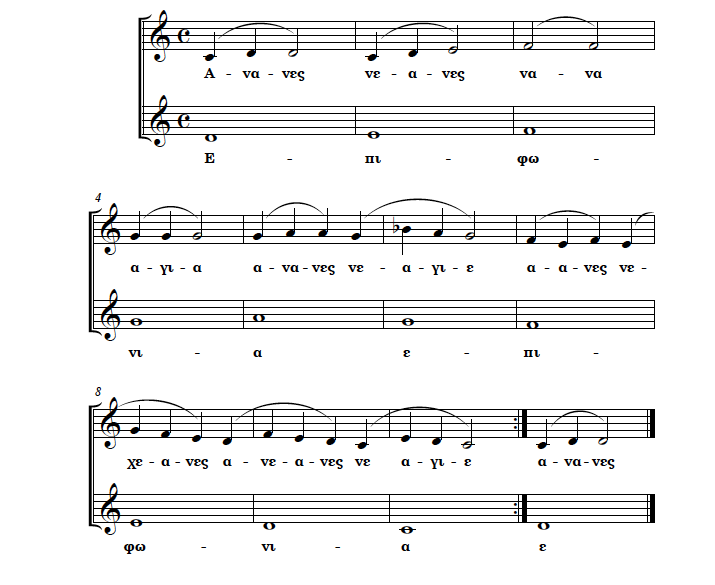 Α – να – νες νε – α – νες να – να
Ε – πι – φω –
4
α – γι – α α – να – νες νε – α – γι – ε α – α – νες νε –
νι – α ε – πι –
8
χε – α – νες α – νε – α – νες νε α – γι – ε α – να – νες
φω – νι – α ε